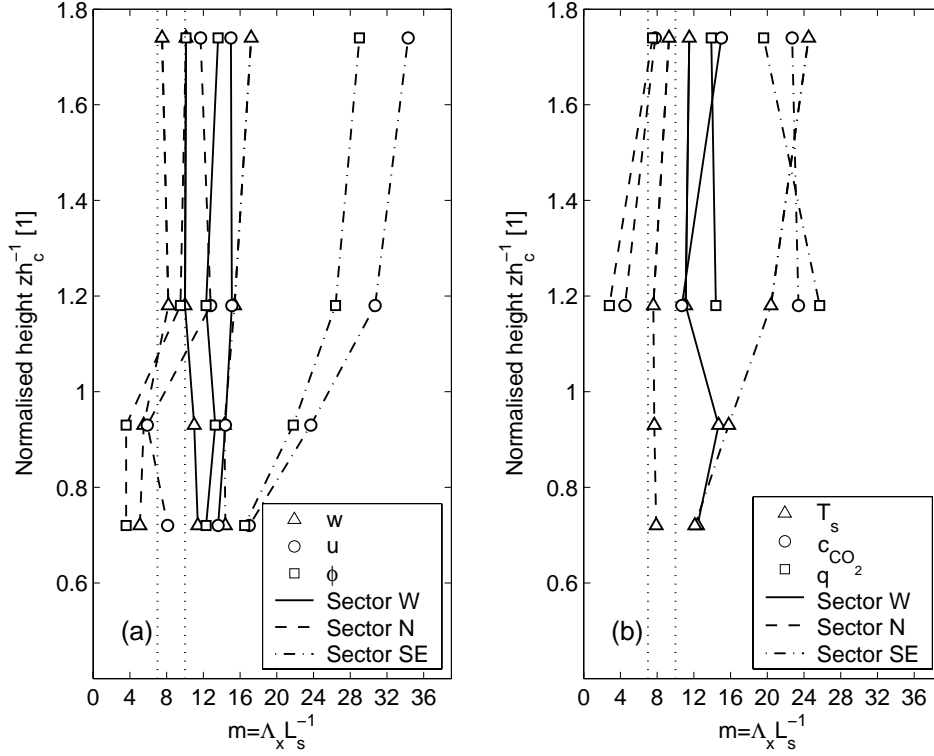 1.8
1.6
1.4
1.2
1
0.8
0.6
Normalised height zh_c^{-1} [1]
(a)
w
u
ϕ
Sector W
Sector N
Sector SE
0 4 8 12 16 20 24 28 32 36
m=Λ_x L_s^{-1}
1.8
1.6
1.4
1.2
1
0.8
0.6
Normalised height zh_c^{-1} [1]
(b)
T_s
c_{CO_2}
q
Sector W
Sector N
Sector SE
0 4 8 12 16 20 24 28 32 36
m=Λ_x L_s^{-1}